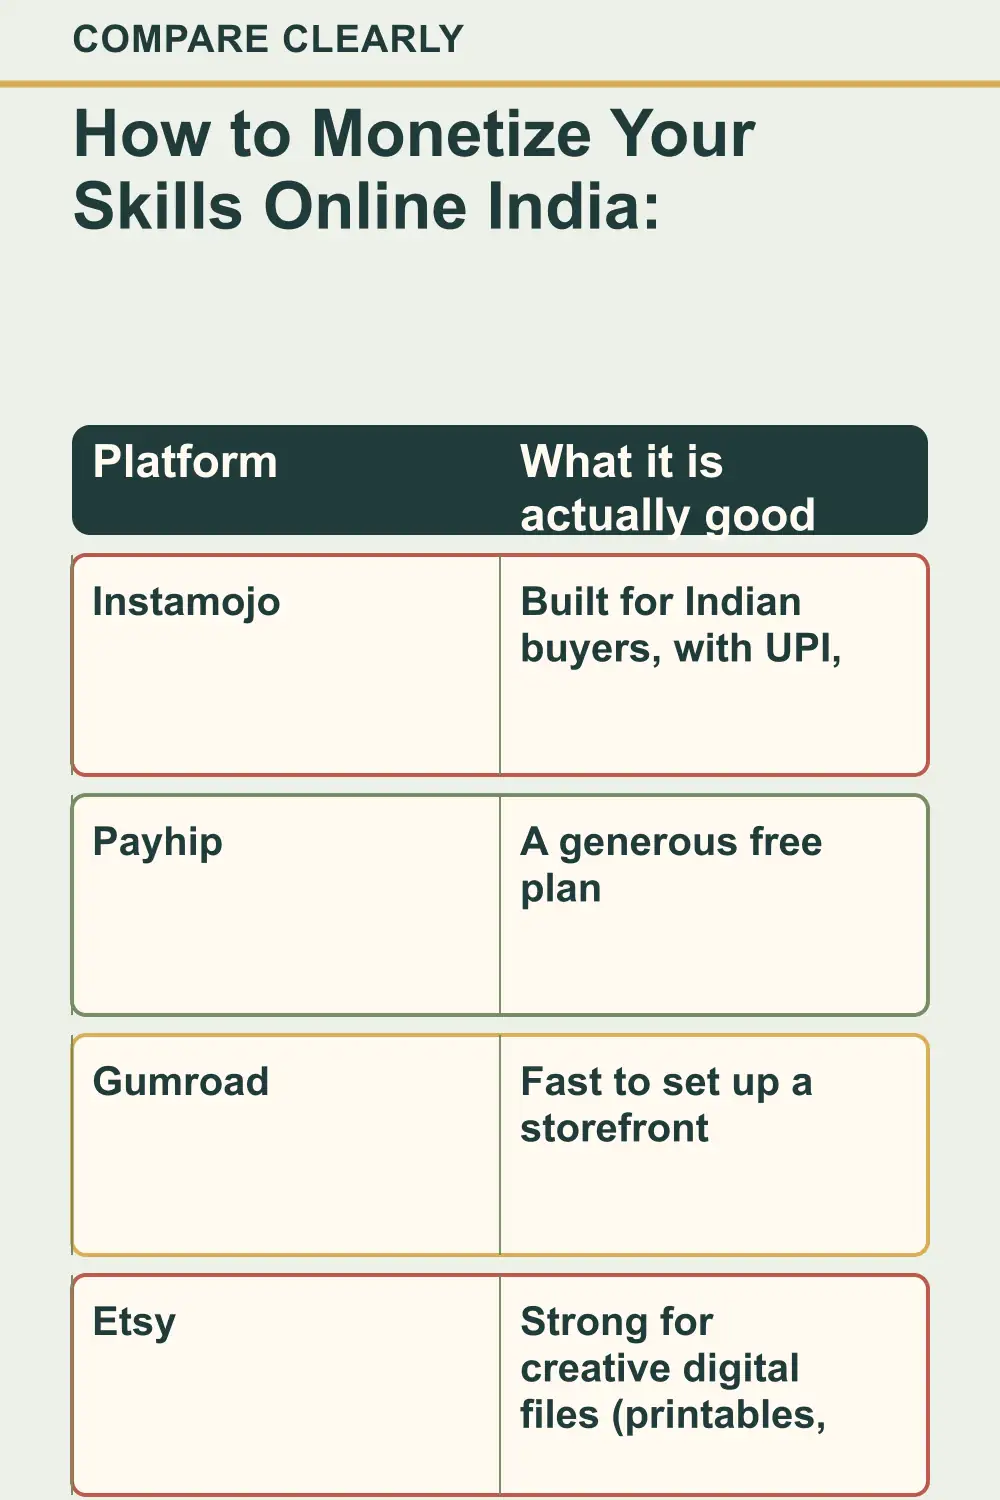 COMPARE CLEARLY
How to Monetize Your
Skills Online India:
Platform
What it is
actually good
Instamojo
Built for Indian
buyers, with UPI,
Payhip
A generous free
plan
Gumroad
Fast to set up a
storefront
Etsy
Strong for
creative digital
files (printables,